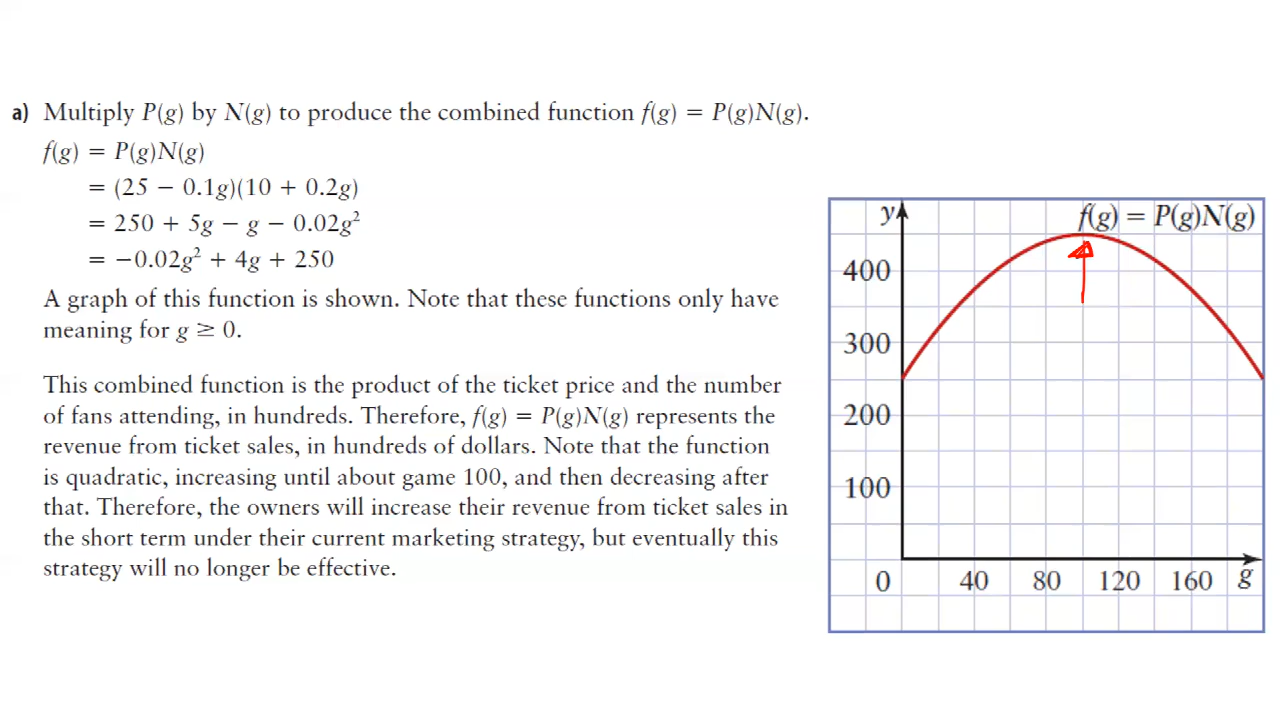 a) Multiply P(g) by N(g) to produce the combined function f(g) = P(g)N(g).
f(g) = P(g)N(g)
= (25 − 0.1g)(10 + 0.2g)
= 250 + 5g − g − 0.02g²
= −0.02g² + 4g + 250
A graph of this function is shown. Note that these functions only have
meaning for g ≥ 0.
This combined function is the product of the ticket price and the number
of fans attending, in hundreds. Therefore, f(g) = P(g)N(g) represents the
revenue from ticket sales, in hundreds of dollars. Note that the function
is quadratic, increasing until about game 100, and then decreasing after
that. Therefore, the owners will increase their revenue from ticket sales in
the short term under their current marketing strategy, but eventually this
strategy will no longer be effective.
y f(g) = P(g)N(g)
400
300
200
100
0 40 80 120 160 g